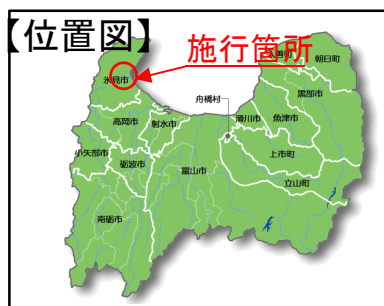 【位置図】
施行箇所
入善町
朝日町
氷見市
黒部市
舟橋村
滑川市
魚津市
高岡市
射水市
上市町
小矢部市
砺波市
富山市
立山町
南砺市